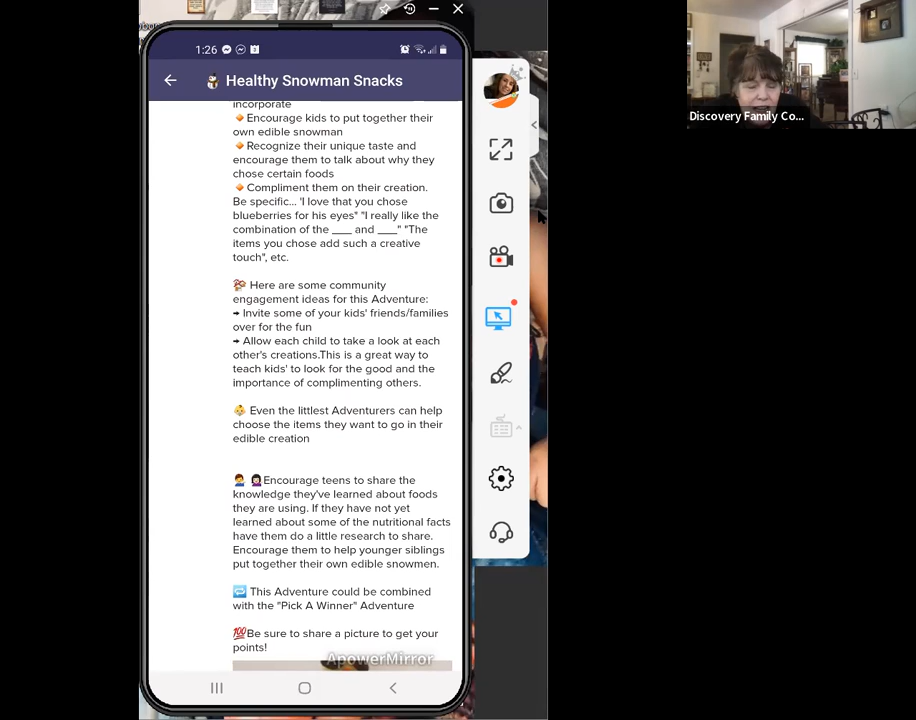 1:26
Healthy Snowman Snacks
incorporate
🔸Encourage kids to put together their
own edible snowman
🔸Recognize their unique taste and
encourage them to talk about why they
chose certain foods
🔸Compliment them on their creation.
Be specific... 'I love that you chose
blueberries for his eyes" "I really like the
combination of the ___ and ___" "The
items you chose add such a creative
touch", etc.
Here are some community
engagement ideas for this Adventure:
➞ Invite some of your kids' friends/families
over for the fun
➞ Allow each child to take a look at each
other's creations.This is a great way to
teach kids' to look for the good and the
importance of complimenting others.
👶 Even the littlest Adventurers can help
choose the items they want to go in their
edible creation
Encourage teens to share the
knowledge they've learned about foods
they are using. If they have not yet
learned about some of the nutritional facts
have them do a little research to share.
Encourage them to help younger siblings
put together their own edible snowmen.
This Adventure could be combined
with the "Pick A Winner" Adventure
💯Be sure to share a picture to get your
points!
ApowerMirror
Discovery Family Co...